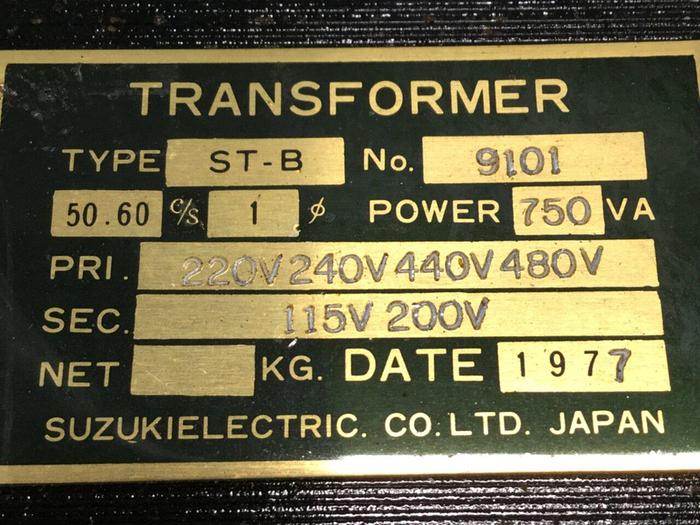 TRANSFORMER
TYPE ST-B No. 9101
50.60 c/s 1 ø POWER 750 VA
PRI. 220V 240V 440V 480V
SEC. 115V 200V
NET KG. DATE 1977
SUZUKIELECTRIC. CO. LTD. JAPAN